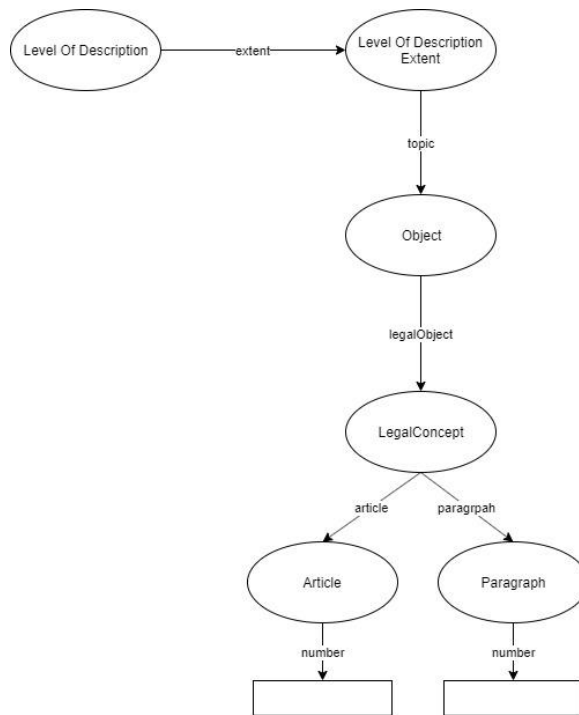 Level Of Description
extent
Level Of Description
Extent
topic
Object
legalObject
LegalConcept
article
paragrpah
Article
Paragraph
number
number